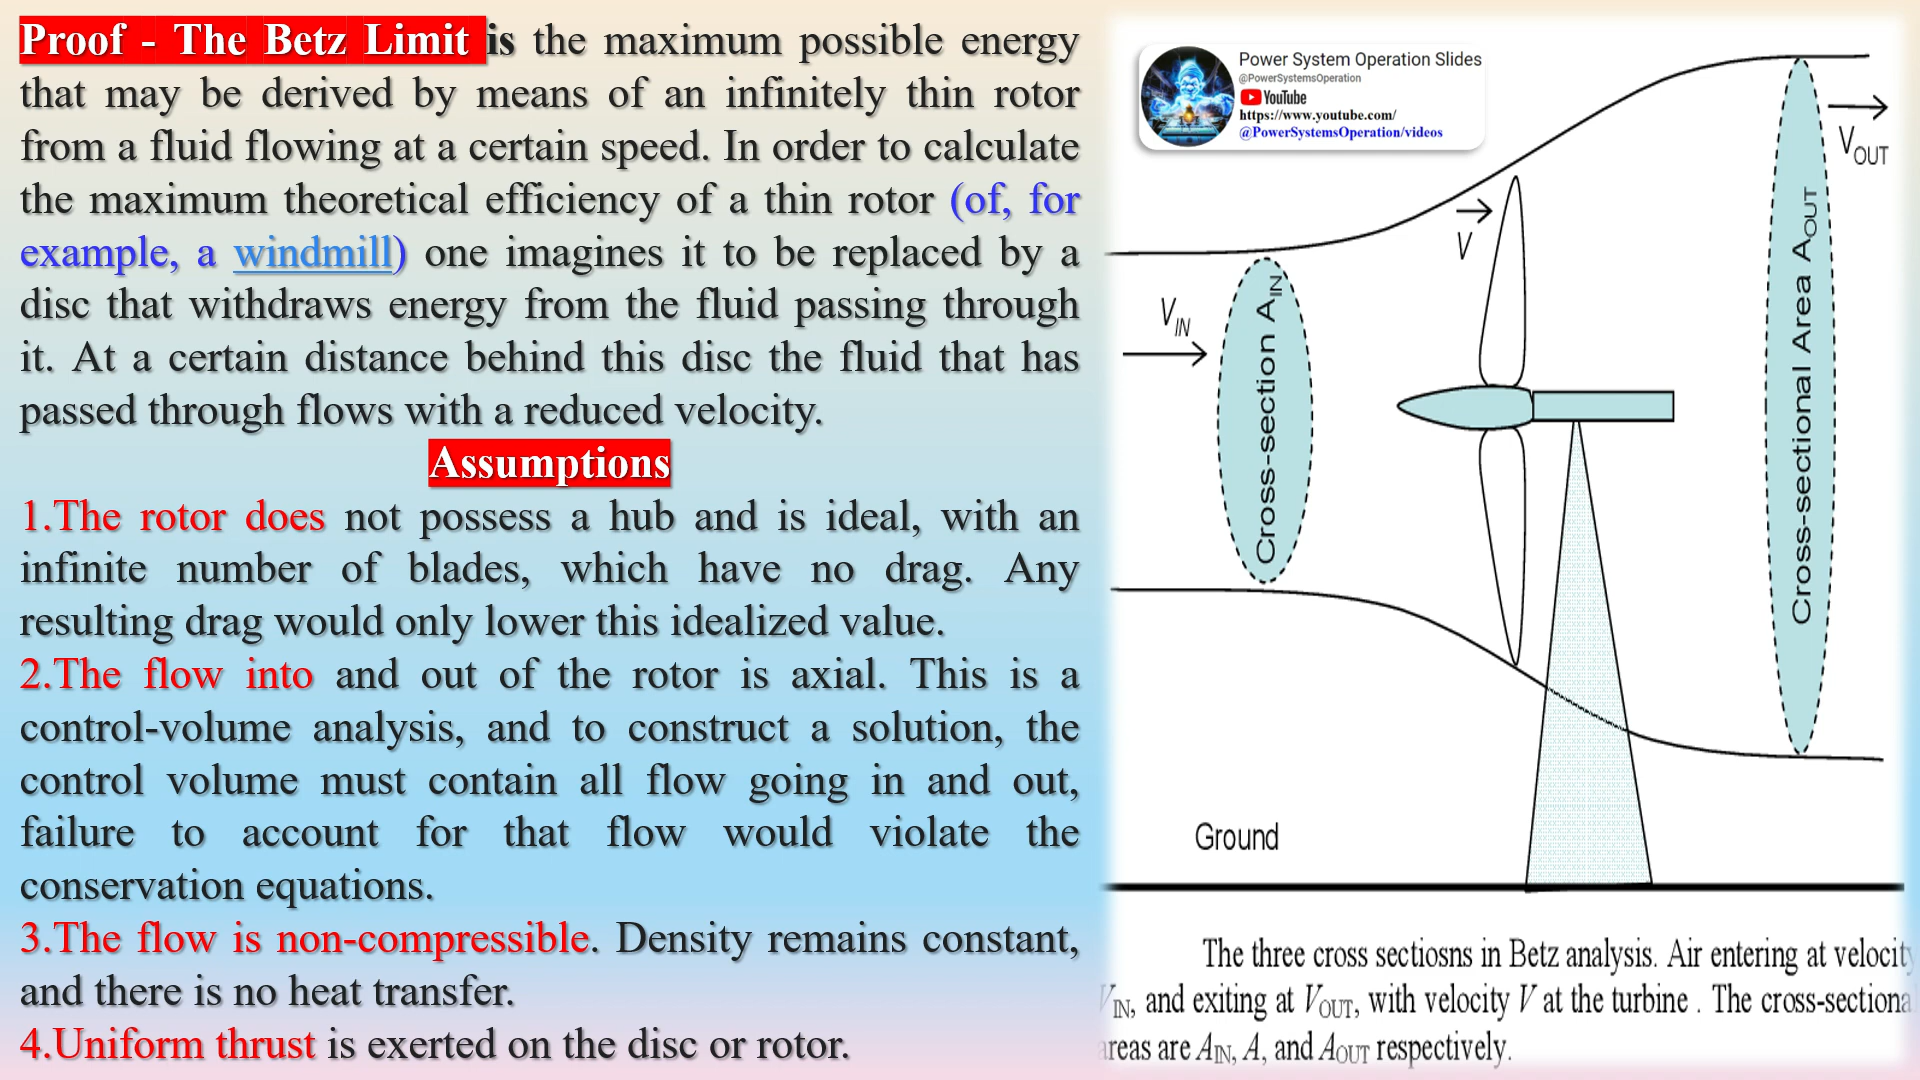 Proof - The Betz Limit is the maximum possible energy
that may be derived by means of an infinitely thin rotor
from a fluid flowing at a certain speed. In order to calculate
the maximum theoretical efficiency of a thin rotor (of, for
example, a windmill) one imagines it to be replaced by a
disc that withdraws energy from the fluid passing through
it. At a certain distance behind this disc the fluid that has
passed through flows with a reduced velocity.
Assumptions
1.The rotor does not possess a hub and is ideal, with an
infinite number of blades, which have no drag. Any
resulting drag would only lower this idealized value.
2.The flow into and out of the rotor is axial. This is a
control-volume analysis, and to construct a solution, the
control volume must contain all flow going in and out,
failure to account for that flow would violate the
conservation equations.
3.The flow is non-compressible. Density remains constant,
and there is no heat transfer.
4.Uniform thrust is exerted on the disc or rotor.
Power System Operation Slides
@PowerSystemsOperation
YouTube
https://www.youtube.com/
@PowerSystemsOperation/videos
VOUT
V
VIN
Cross-section AIN
Cross-sectional Area AOUT
Ground
The three cross sectiosns in Betz analysis. Air entering at velocity
VIN, and exiting at VOUT, with velocity V at the turbine . The cross-sectiona
areas are AIN, A, and AOUT respectively.